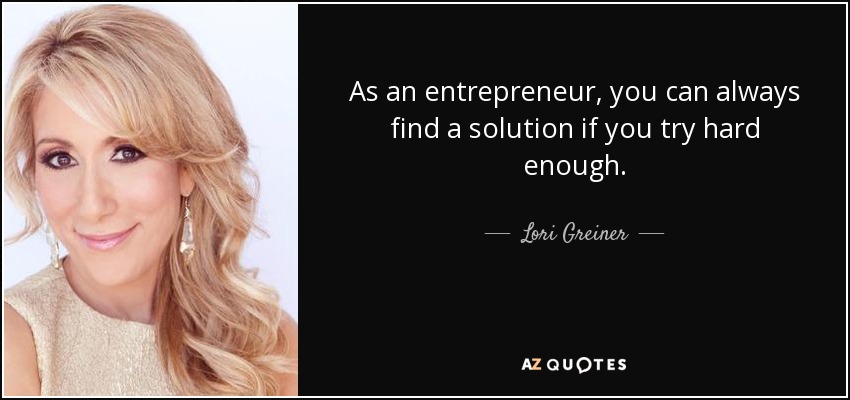 As an entrepreneur, you can always
find a solution if you try hard
enough.
Lori Greiner
AZ QUOTES